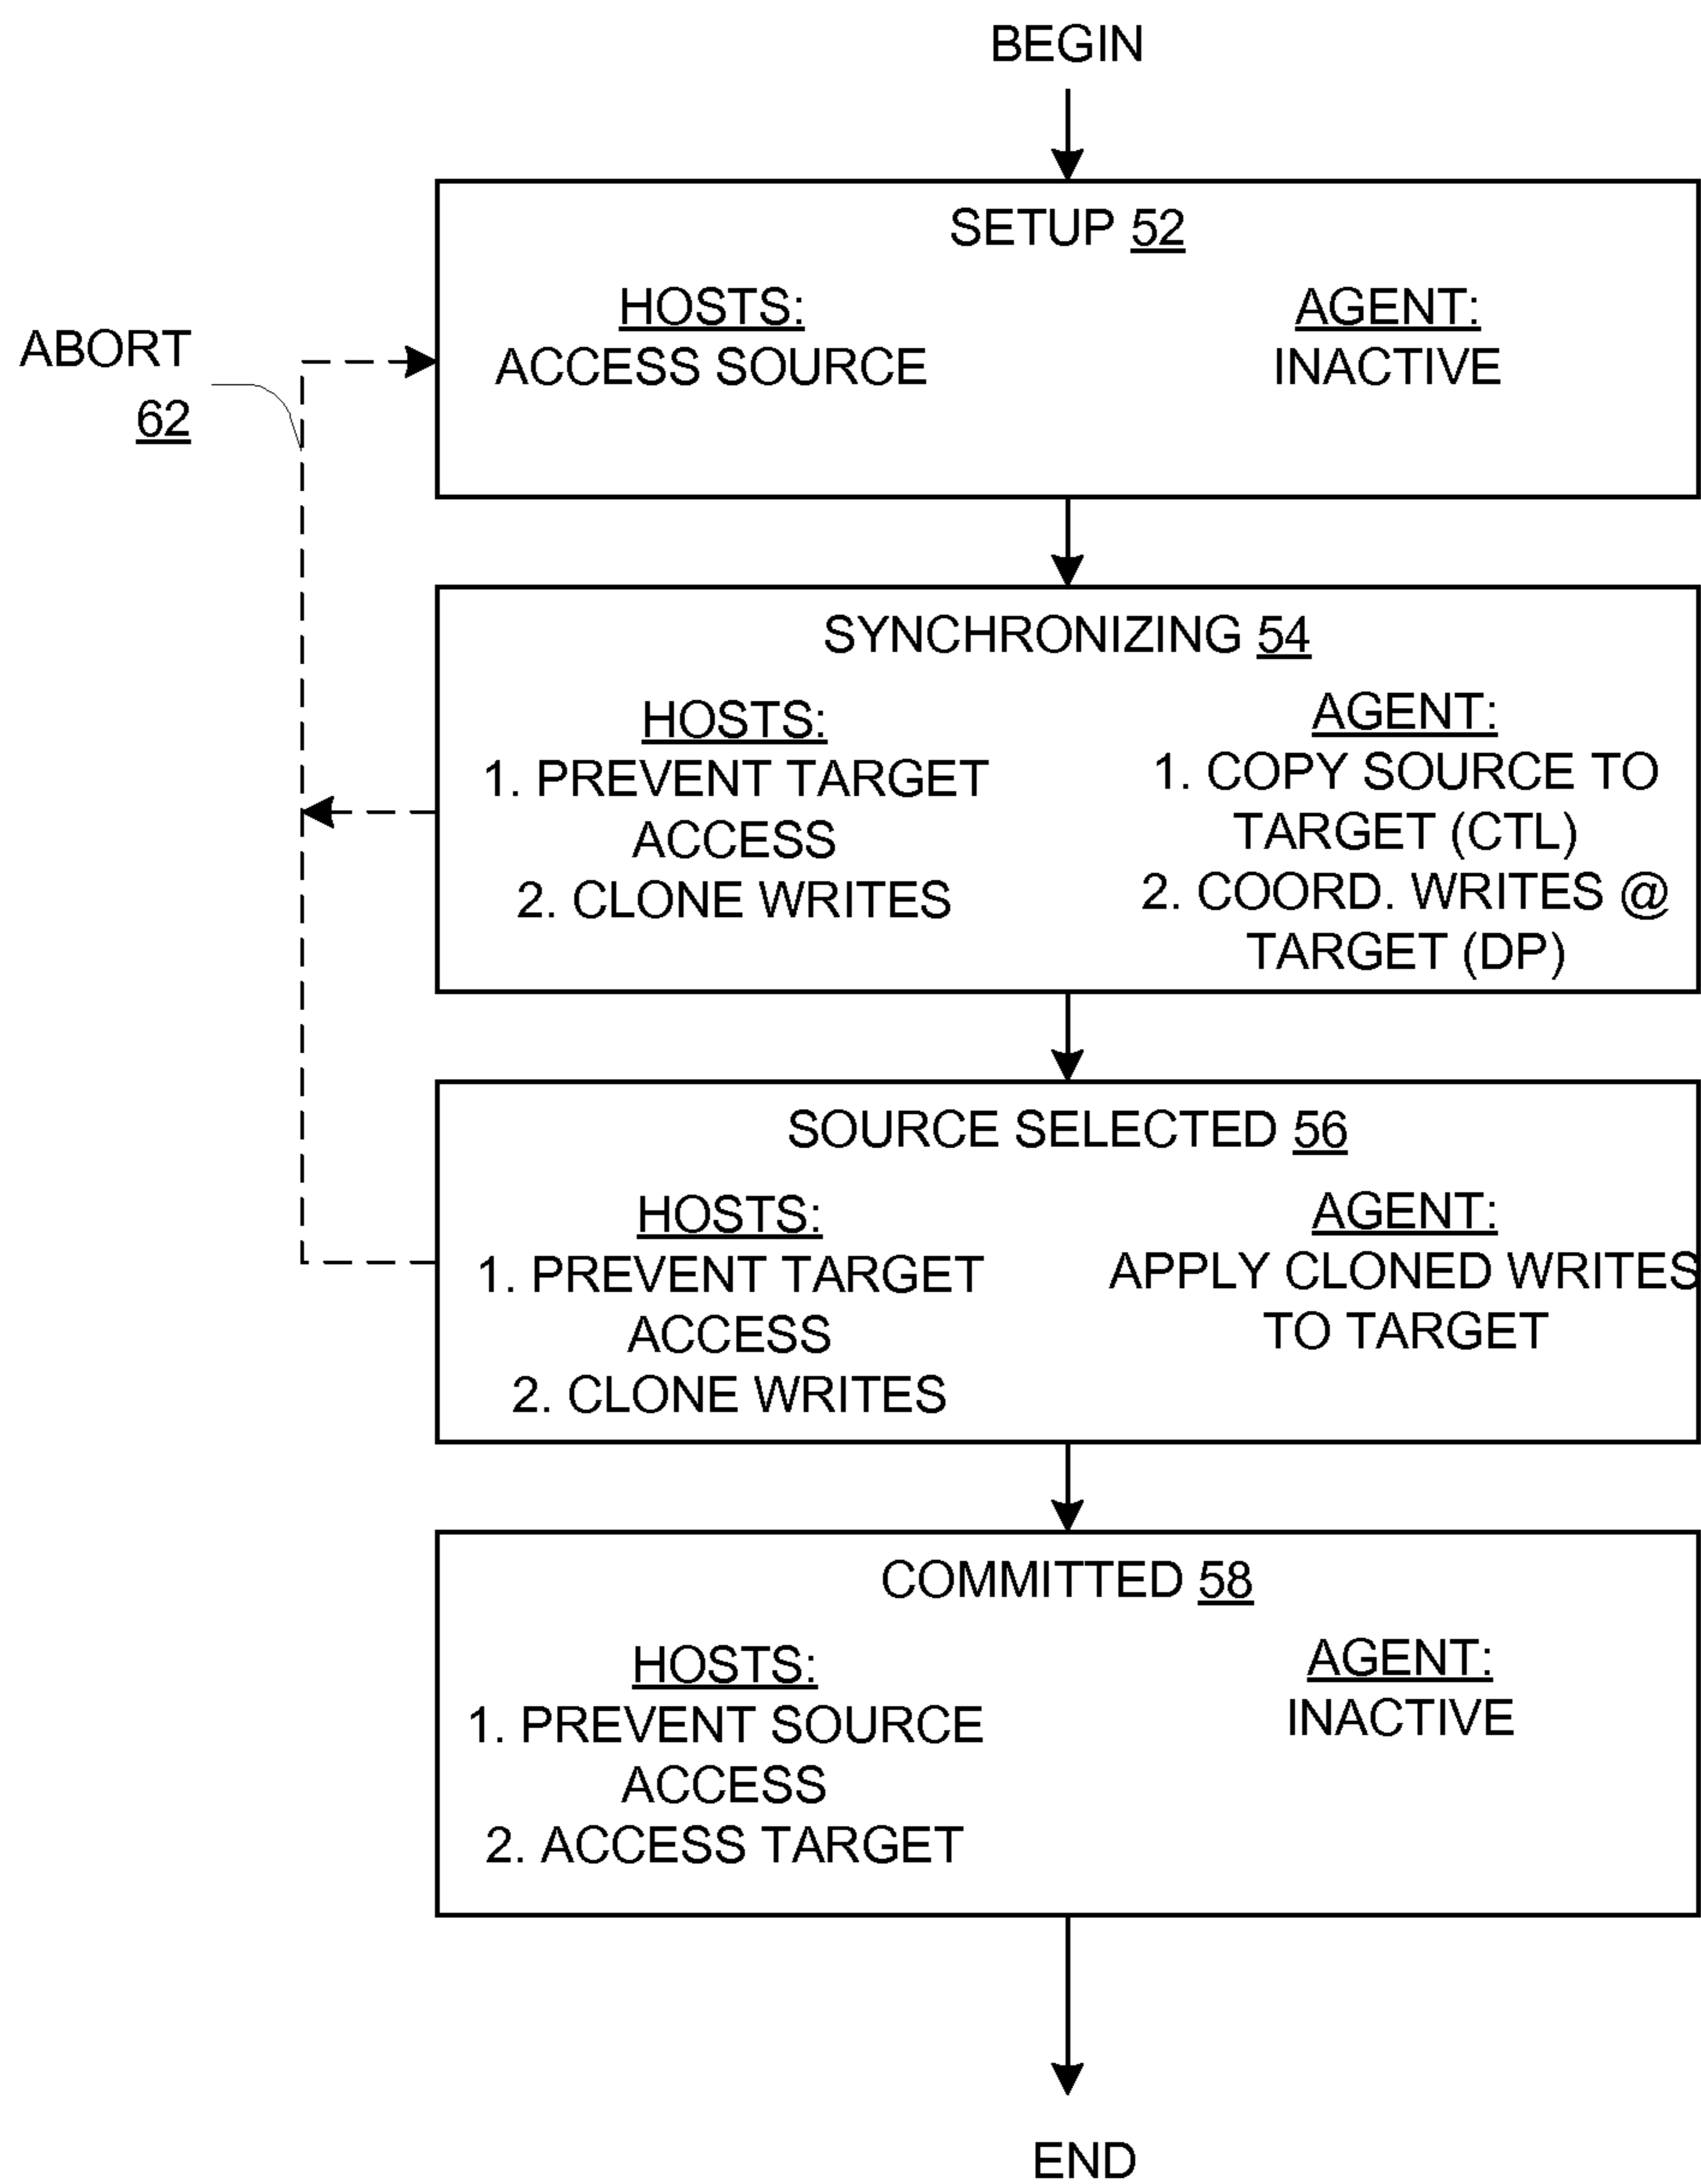 BEGIN
SETUP 52
HOSTS:
ACCESS SOURCE
AGENT:
INACTIVE
ABORT
62
SYNCHRONIZING 54
HOSTS:
1. PREVENT TARGET
ACCESS
2. CLONE WRITES
AGENT:
1. COPY SOURCE TO
TARGET (CTL)
2. COORD. WRITES @
TARGET (DP)
SOURCE SELECTED 56
HOSTS:
1. PREVENT TARGET
ACCESS
2. CLONE WRITES
AGENT:
APPLY CLONED WRITES
TO TARGET
COMMITTED 58
HOSTS:
1. PREVENT SOURCE
ACCESS
2. ACCESS TARGET
AGENT:
INACTIVE
END